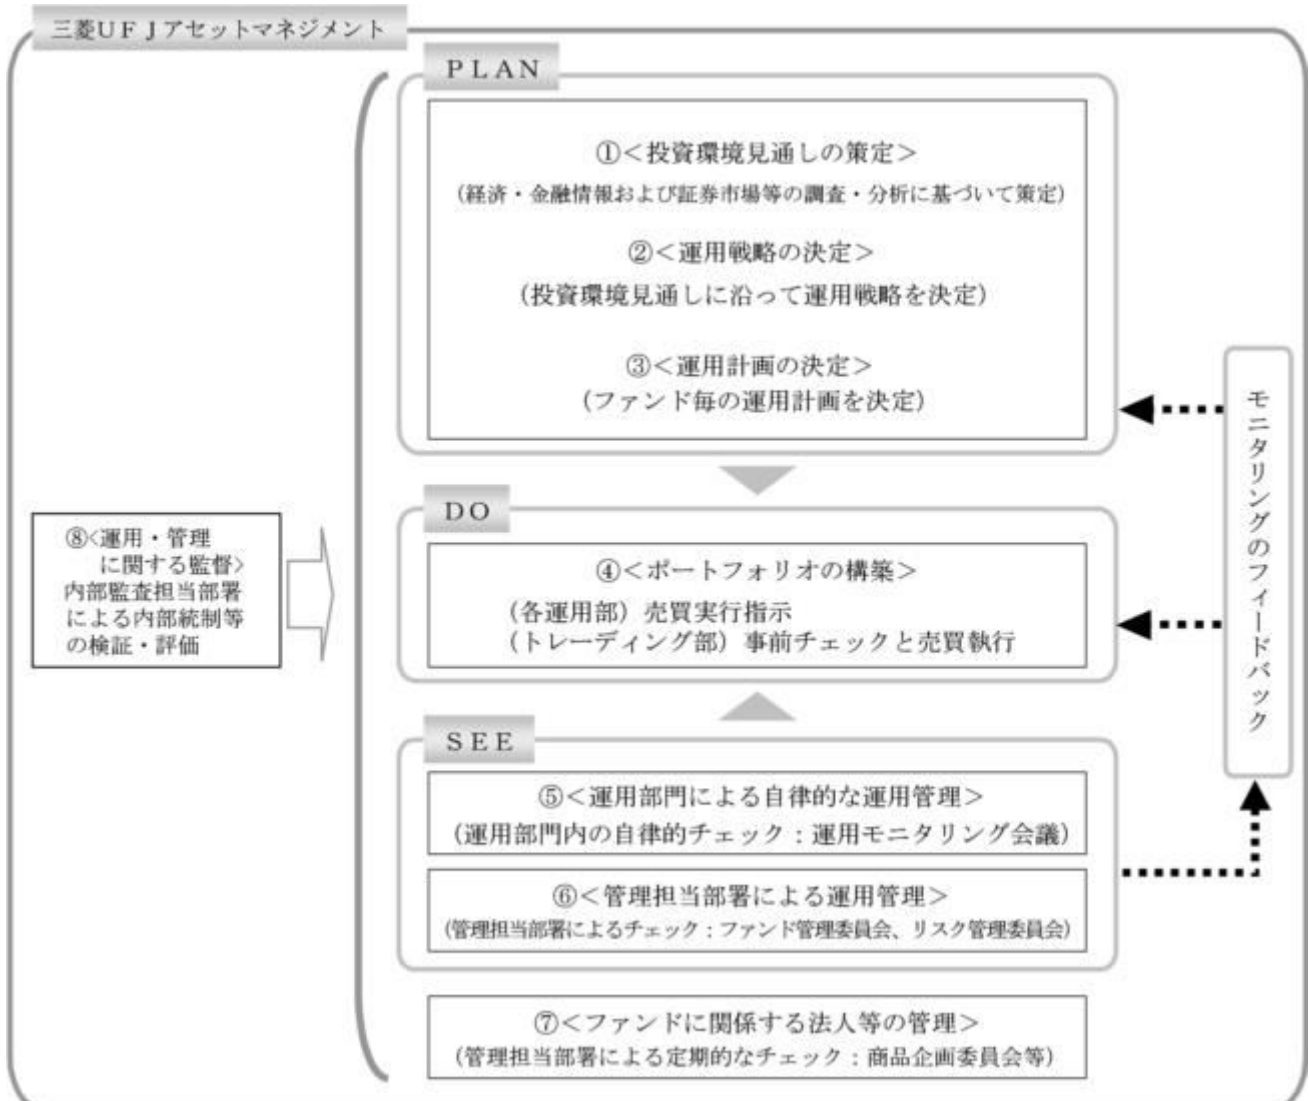 三菱ＵＦＪアセットマネジメント
ＰＬＡＮ
①＜投資環境見通しの策定＞
（経済・金融情報および証券市場等の調査・分析に基づいて策定）
②＜運用戦略の決定＞
（投資環境見通しに沿って運用戦略を決定）
③＜運用計画の決定＞
（ファンド毎の運用計画を決定）
ＤＯ
④＜ポートフォリオの構築＞
（各運用部）売買実行指示
（トレーディング部）事前チェックと売買執行
ＳＥＥ
⑤＜運用部門による自律的な運用管理＞
（運用部門内の自律的チェック：運用モニタリング会議）
⑥＜管理担当部署による運用管理＞
（管理担当部署によるチェック：ファンド管理委員会、リスク管理委員会）
⑦＜ファンドに関係する法人等の管理＞
（管理担当部署による定期的なチェック：商品企画委員会等）
⑧<運用・管理
に関する監督>
内部監査担当部署
による内部統制等
の検証・評価
モニタリングのフィードバック